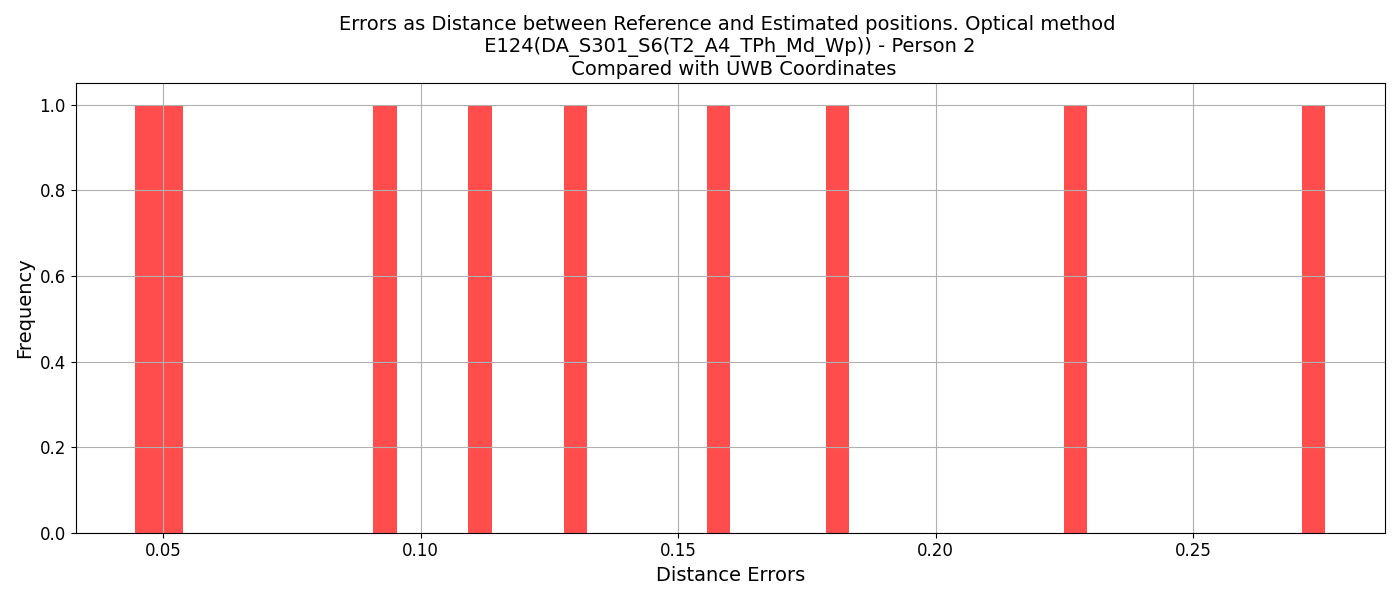 Errors as Distance between Reference and Estimated positions. Optical method
E124(DA_S301_S6(T2_A4_TPh_Md_Wp)) - Person 2
Compared with UWB Coordinates
1.0
0.8
0.6
0.4
0.2
0.0
Frequency
0.05 0.10 0.15 0.20 0.25
Distance Errors